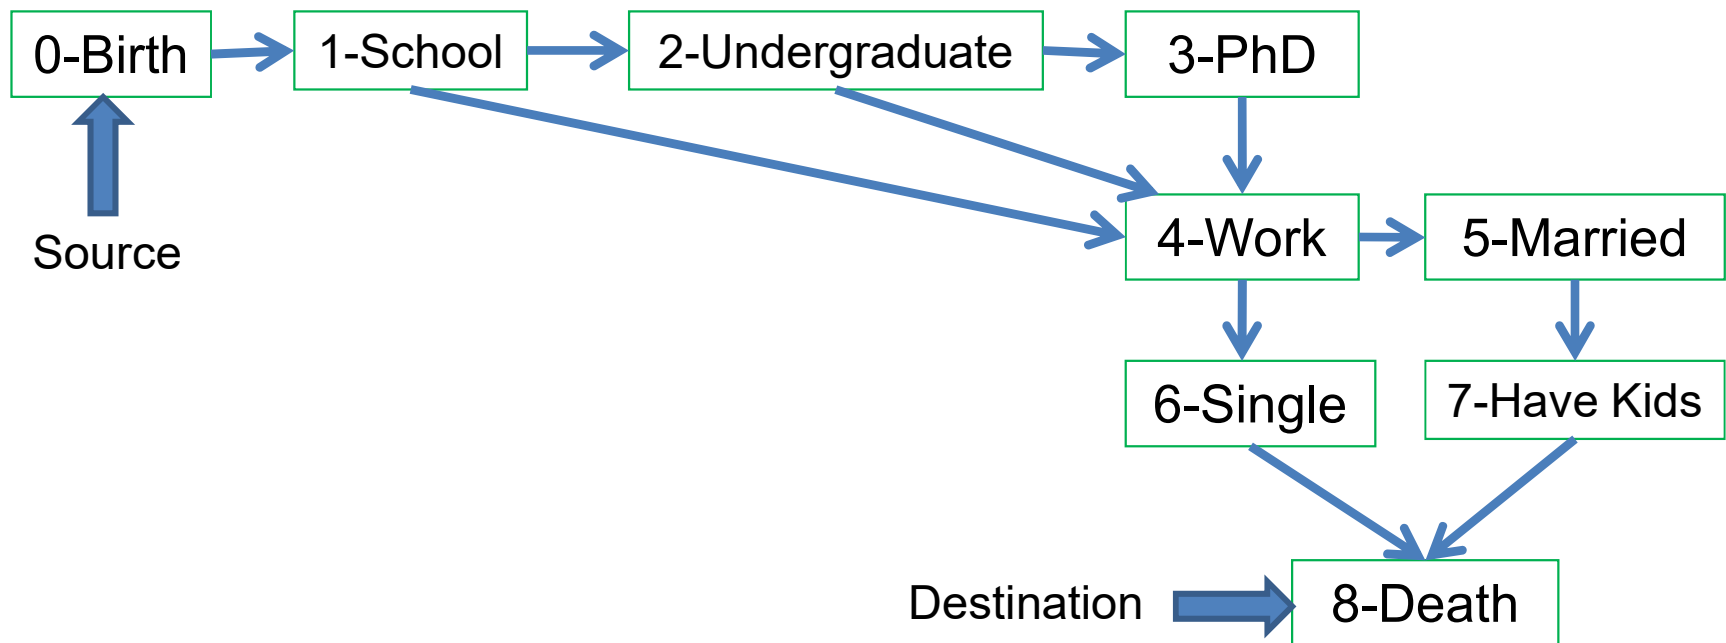 0-Birth
1-School
2-Undergraduate
3-PhD
Source
4-Work
5-Married
6-Single
7-Have Kids
Destination
8-Death